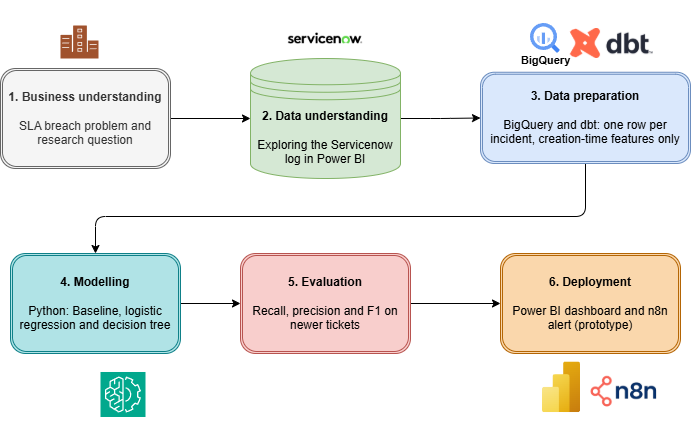 servicenow.
BigQuery
dbt
1. Business understanding
SLA breach problem and
research question
2. Data understanding
Exploring the Servicenow
log in Power BI
3. Data preparation
BigQuery and dbt: one row per
incident, creation-time features only
4. Modelling
Python: Baseline, logistic
regression and decision tree
5. Evaluation
Recall, precision and F1 on
newer tickets
6. Deployment
Power BI dashboard and n8n
alert (prototype)
n8n